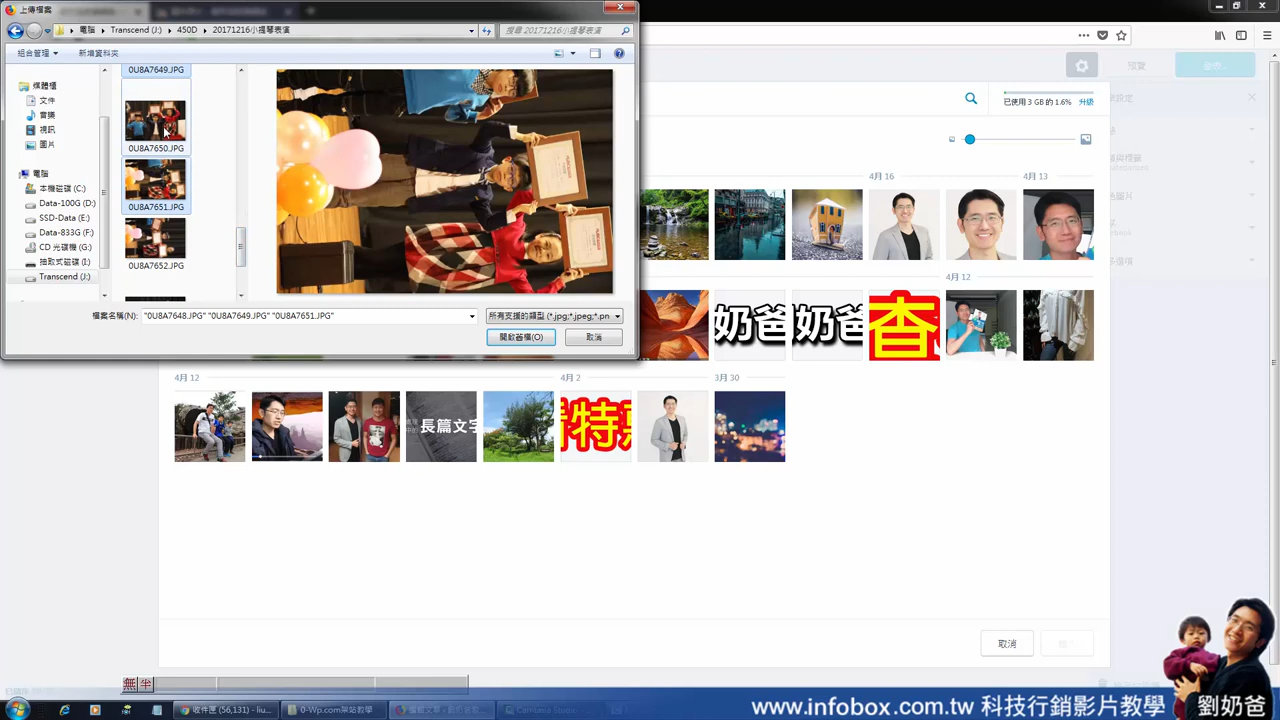 上傳檔案
電腦 ▸ Transcend (J:) ▸ 450D ▸ 20171216小提琴表演
搜尋 20171216小提琴表演
組合管理 新增資料夾
媒體櫃
文件
音樂
視訊
圖片
電腦
本機磁碟 (C:)
Data-100G (D:)
SSD-Data (E:)
Data-833G (F:)
CD 光碟機 (G:)
抽取式磁碟 (I:)
Transcend (J:)
0U8A7649.JPG
0U8A7650.JPG
0U8A7651.JPG
0U8A7652.JPG
檔案名稱(N): "0U8A7648.JPG" "0U8A7649.JPG" "0U8A7651.JPG"
所有支援的類型 (*.jpg;*.jpeg;*.pn
開啟舊檔(O) 取消
預覽
已使用 3 GB 的 1.6% 升級
4月 16
4月 13
4月 12
奶爸
奶爸
杳
4月 12
4月 2
3月 30
長篇文字
取消
無 半
收件匣 (56,131) - liu...
0-Wp.com架站教學
Camtasia Studio
www.infobox.com.tw 科技行銷影片教學
劉奶爸